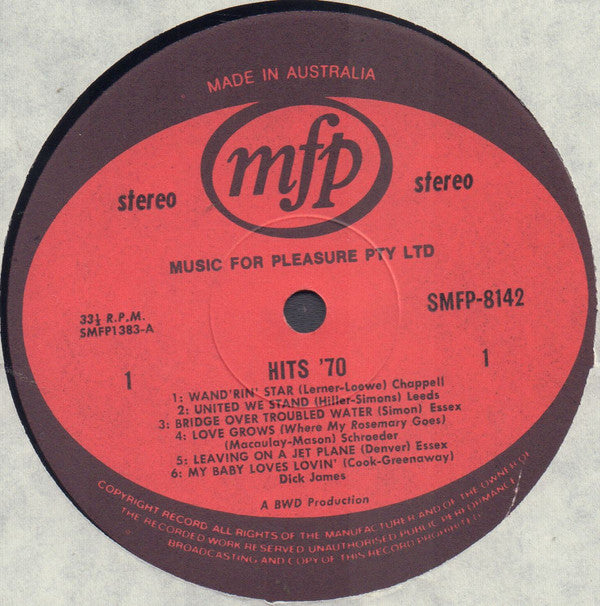 MADE IN AUSTRALIA
mfp
stereo
stereo
MUSIC FOR PLEASURE PTY LTD
33⅓ R.P.M.
SMFP1383-A
SMFP-8142
1
1
HITS '70
1: WAND'RIN' STAR (Lerner-Loewe) Chappell
2: UNITED WE STAND (Hiller-Simons) Leeds
3: BRIDGE OVER TROUBLED WATER (Simon) Essex
4: LOVE GROWS (Where My Rosemary Goes)
(Macaulay-Mason) Schroeder
5: LEAVING ON A JET PLANE (Denver) Essex
6: MY BABY LOVES LOVIN' (Cook-Greenaway)
Dick James
A BWD Production
COPYRIGHT RECORD ALL RIGHTS OF THE MANUFACTURER AND OF THE OWNER OF
THE RECORDED WORK RESERVED UNAUTHORISED PUBLIC PERFORMANCE
BROADCASTING AND COPYING OF THIS RECORD PROHIBITED